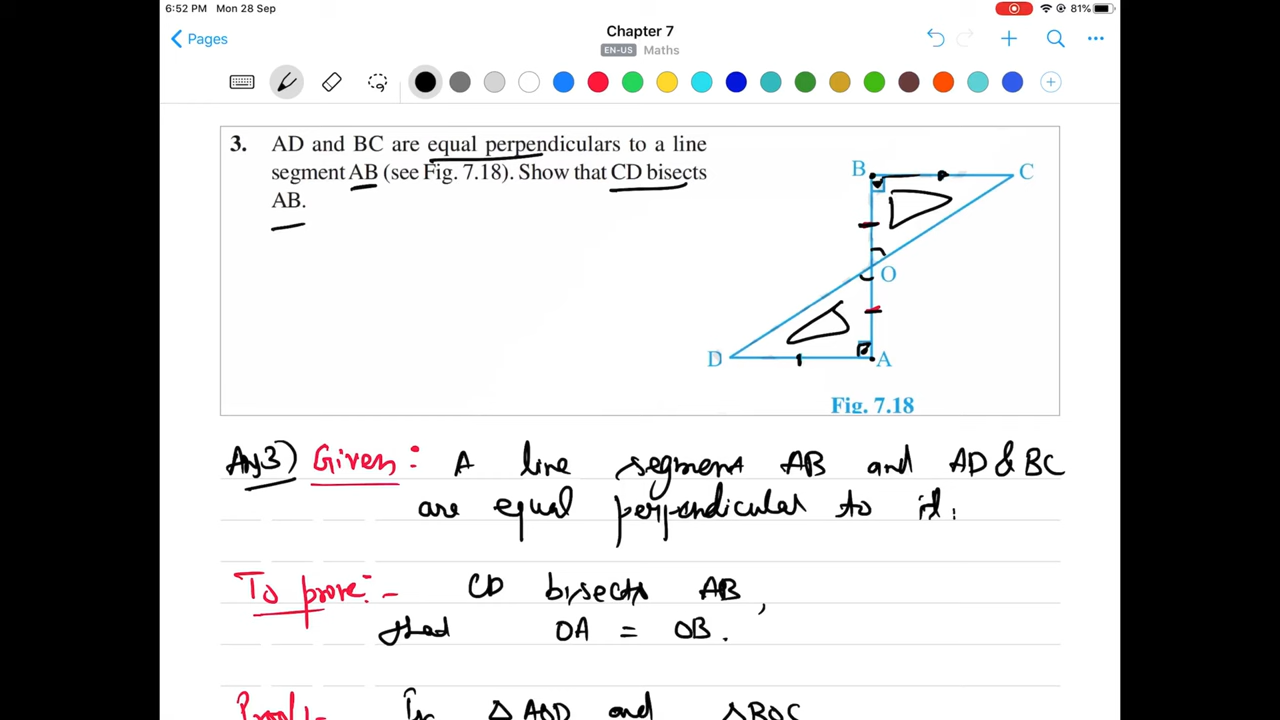 6:52 PM Mon 28 Sep
81%
Pages
Chapter 7
EN-US Maths
3. AD and BC are equal perpendiculars to a line
segment AB (see Fig. 7.18). Show that CD bisects
AB.
B
C
O
D
A
Fig. 7.18
Ans3) Given: A line segment AB and AD & BC
are equal perpendicular to it.
To prove:- CD bisects AB,
OA = OB.
Proof:- In △AOD and △BOC